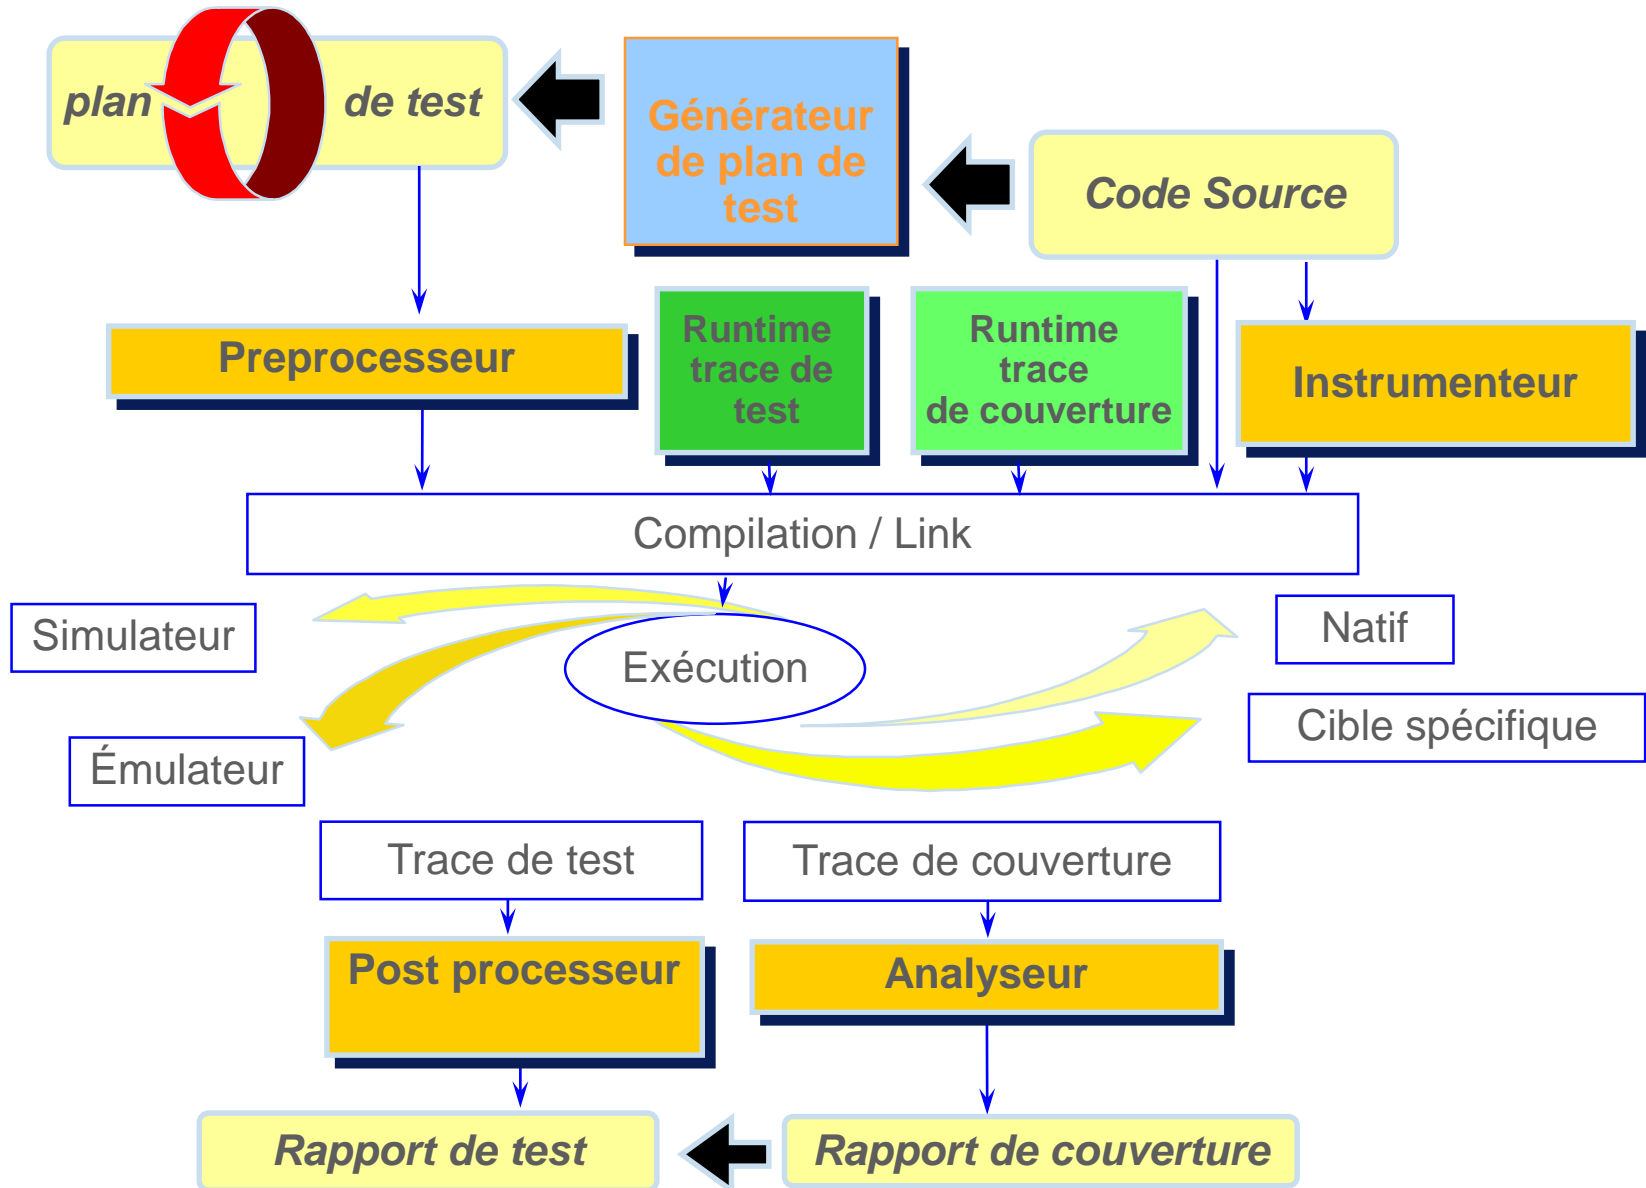 plan de test
Générateur
de plan de
test
Code Source
Preprocesseur
Runtime
trace de
test
Runtime
trace
de couverture
Instrumenteur
Compilation / Link
Simulateur
Exécution
Natif
Émulateur
Cible spécifique
Trace de test
Trace de couverture
Post processeur
Analyseur
Rapport de test
Rapport de couverture